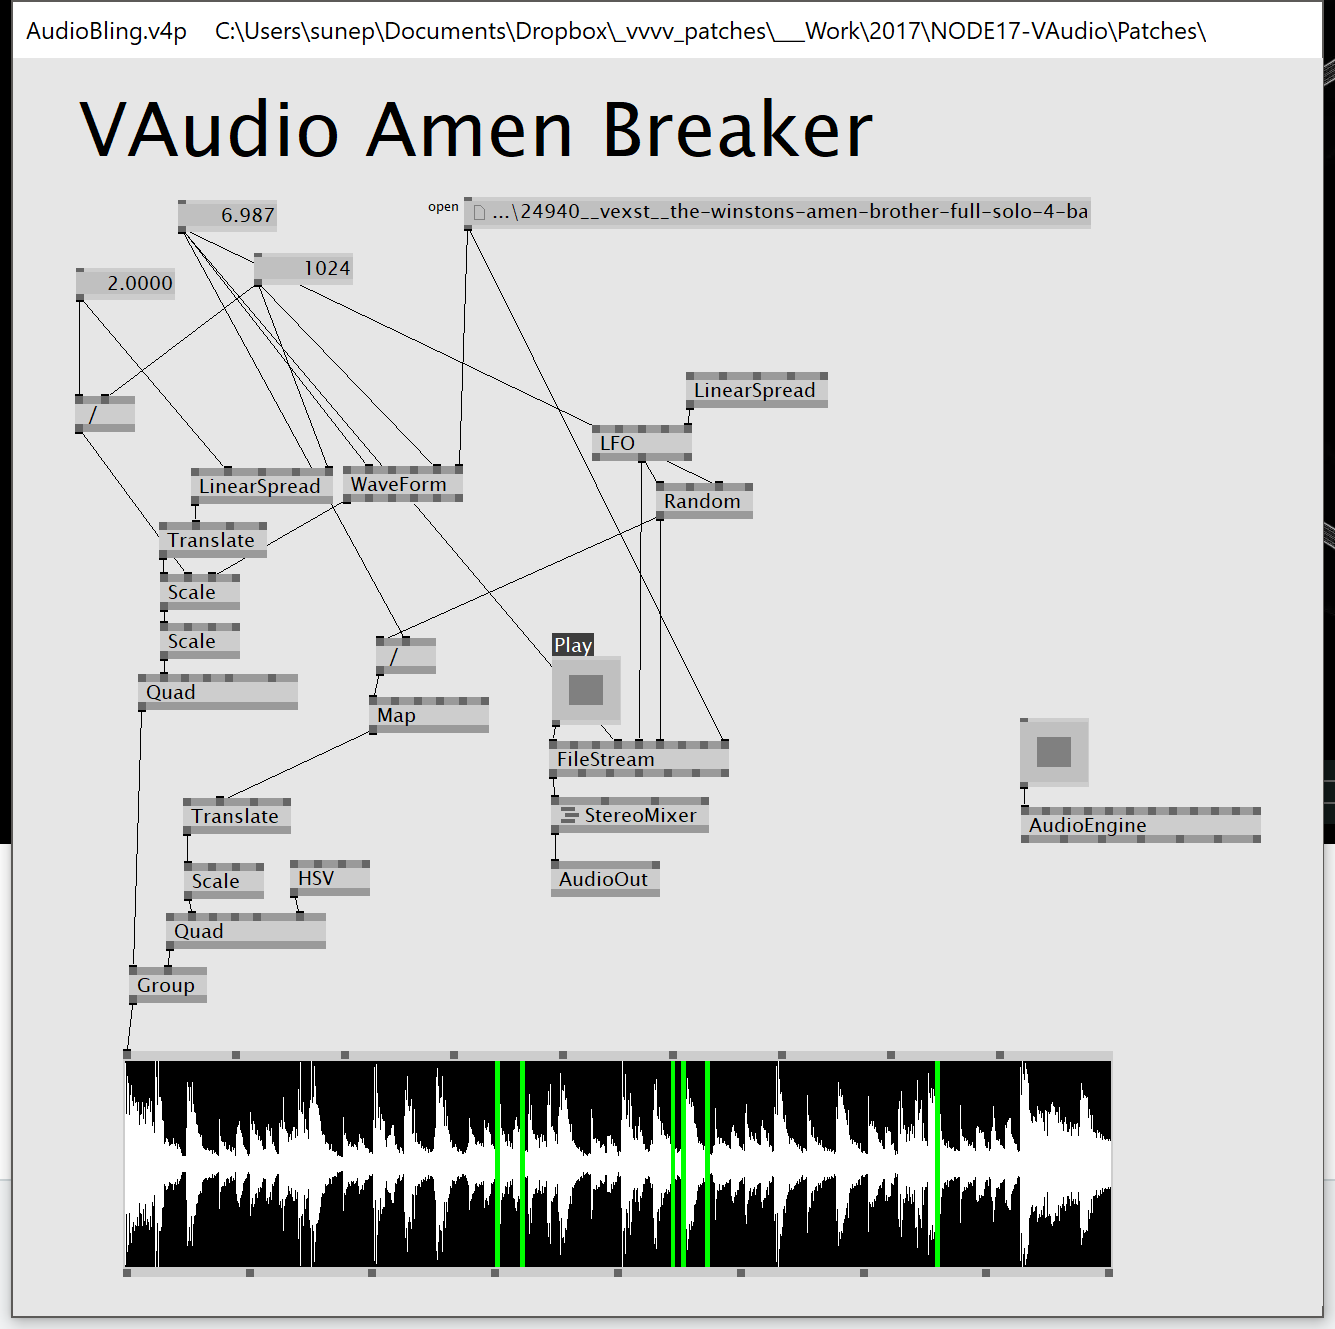 AudioBling.v4p C:\Users\sunep\Documents\Dropbox\_vvvv_patches\___Work\2017\NODE17-VAudio\Patches\
VAudio Amen Breaker
6.987
open ...\24940__vexst__the-winstons-amen-brother-full-solo-4-ba
1024
2.0000
LinearSpread
/
LFO
LinearSpread
WaveForm
Random
Translate
Scale
Scale
Play
/
Quad
Map
FileStream
Translate
StereoMixer
AudioEngine
Scale
HSV
AudioOut
Quad
Group